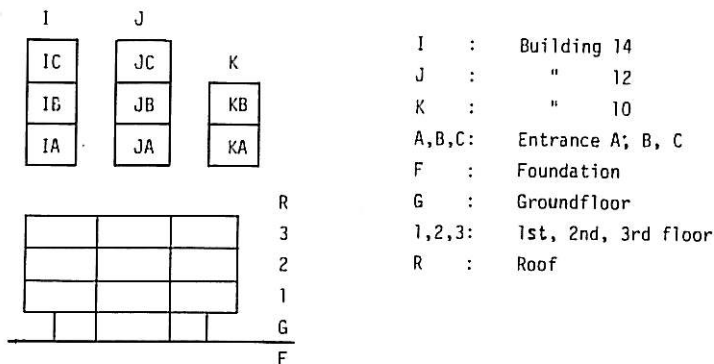 I J
IC JC K
IB JB KB
IA JA KA
R
3
2
1
G
F
I : Building 14
J : " 12
K : " 10
A,B,C: Entrance A; B, C
F : Foundation
G : Groundfloor
1,2,3: 1st, 2nd, 3rd floor
R : Roof